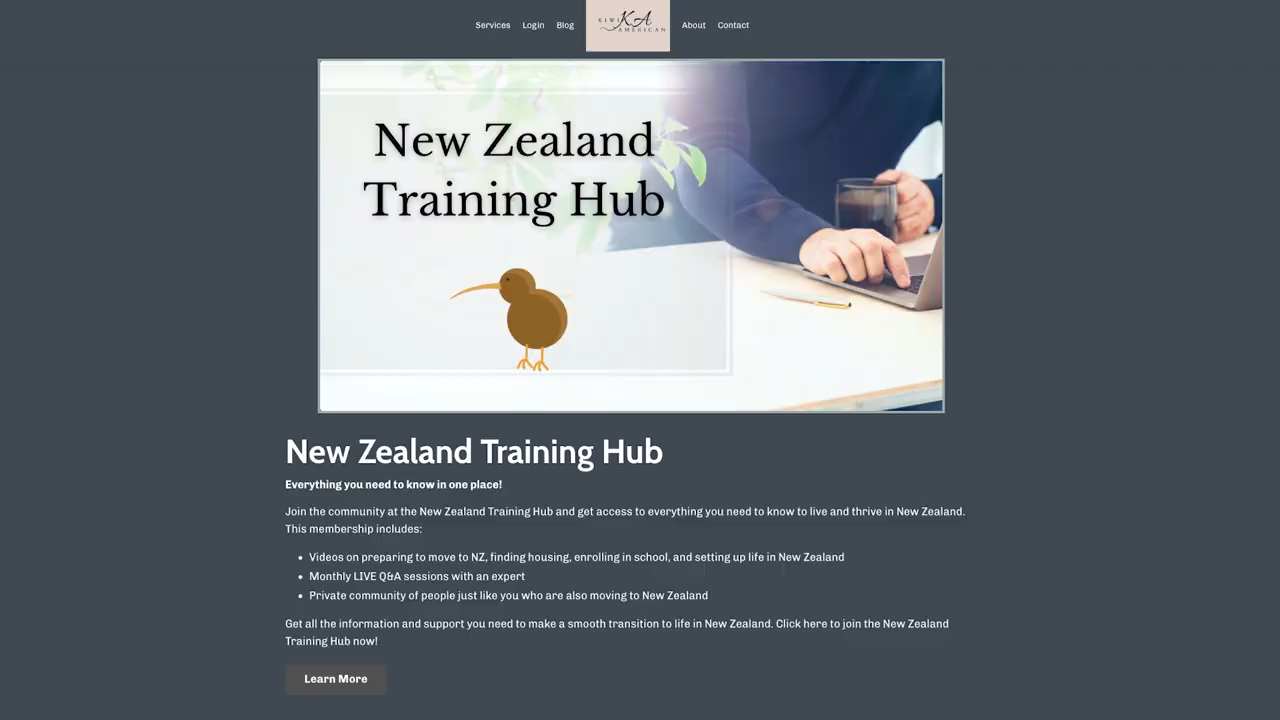 Services
Login
Blog
KIWI KA AMERICAN
About
Contact
New Zealand
Training Hub
New Zealand Training Hub
Everything you need to know in one place!
Join the community at the New Zealand Training Hub and get access to everything you need to know to live and thrive in New Zealand.
This membership includes:
• Videos on preparing to move to NZ, finding housing, enrolling in school, and setting up life in New Zealand
• Monthly LIVE Q&A sessions with an expert
• Private community of people just like you who are also moving to New Zealand
Get all the information and support you need to make a smooth transition to life in New Zealand. Click here to join the New Zealand
Training Hub now!
Learn More